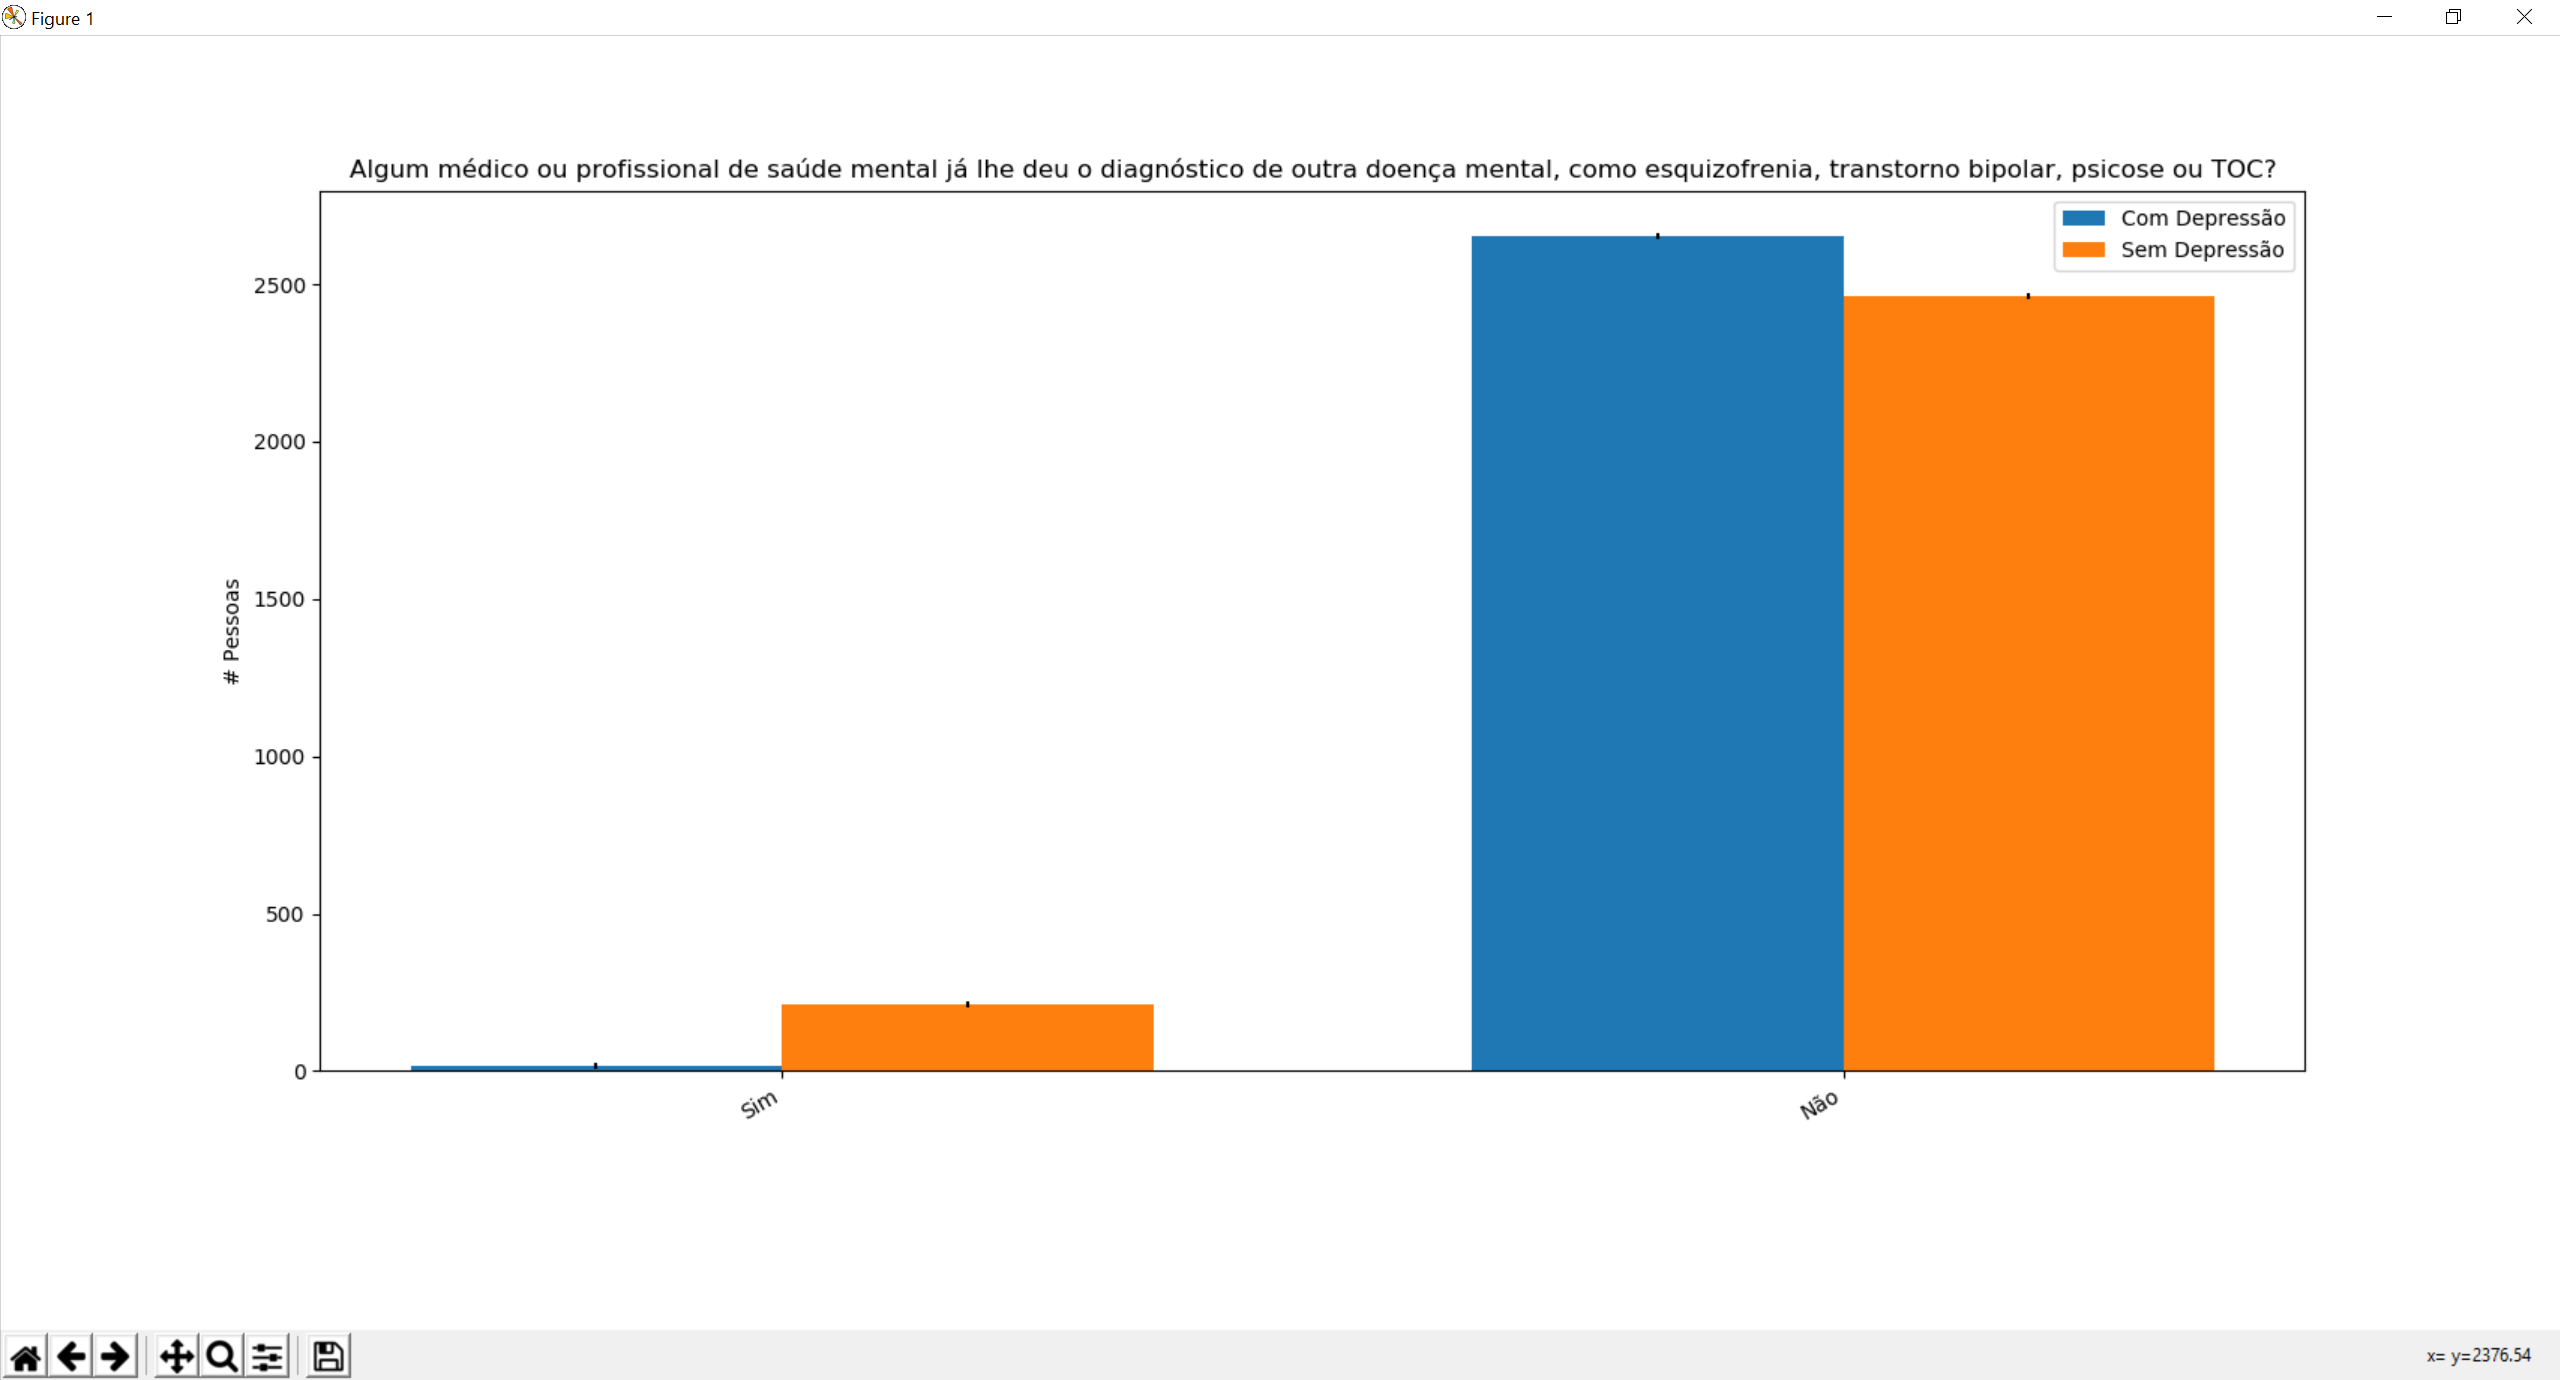 Figure 1
Algum médico ou profissional de saúde mental já lhe deu o diagnóstico de outra doença mental, como esquizofrenia, transtorno bipolar, psicose ou TOC?
Com Depressão
Sem Depressão
2500
2000
1500
1000
500
0
# Pessoas
Sim
Não
x= y=2376.54